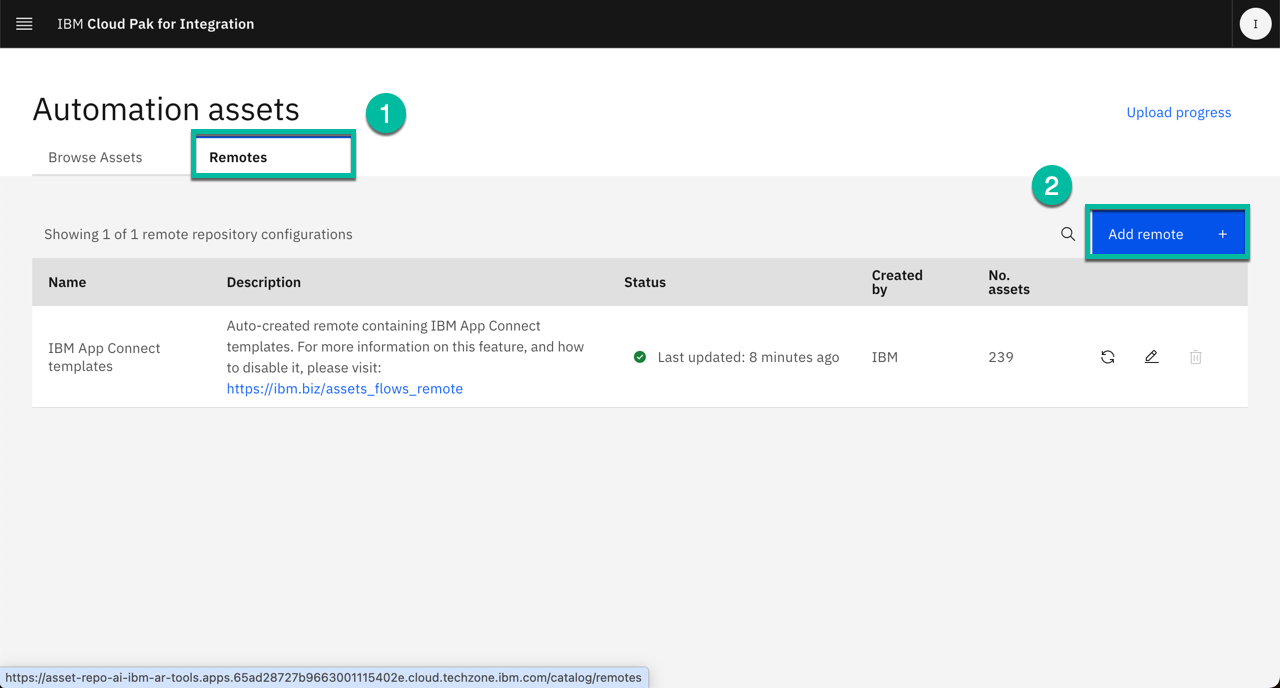 IBM Cloud Pak for Integration
I
Automation assets
1
Upload progress
Browse Assets
Remotes
2
Showing 1 of 1 remote repository configurations
Add remote +
Name
Description
Status
Created
by
No.
assets
IBM App Connect
templates
Auto-created remote containing IBM App Connect
templates. For more information on this feature, and how
to disable it, please visit:
https://ibm.biz/assets_flows_remote
Last updated: 8 minutes ago
IBM
239
https://asset-repo-ai-ibm-ar-tools.apps.65ad28727b9663001115402e.cloud.techzone.ibm.com/catalog/remotes